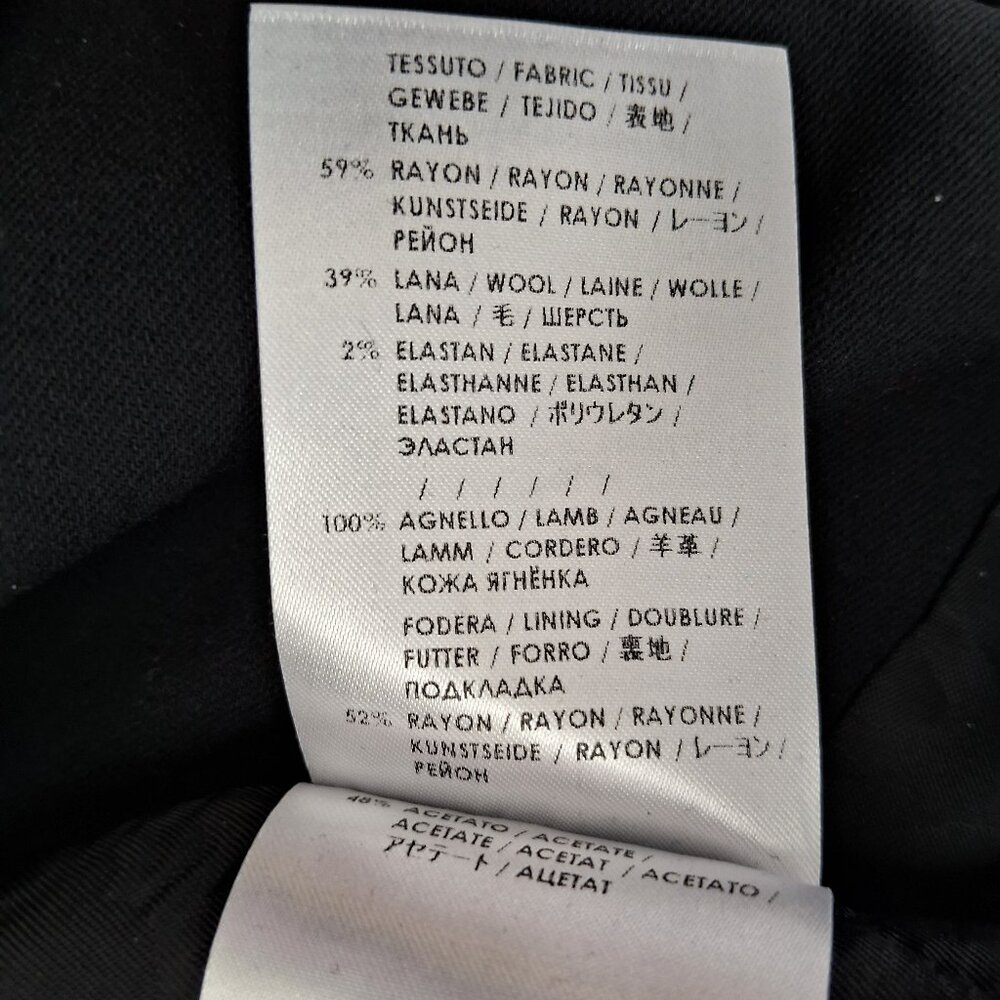 TESSUTO / FABRIC / TISSU /
GEWEBE / TEJIDO / 表地 /
ТКАНЬ
59% RAYON / RAYON / RAYONNE /
KUNSTSEIDE / RAYON / レーヨン /
РЕЙОН
39% LANA / WOOL / LAINE / WOLLE /
LANA / 毛 / ШЕРСТЬ
2% ELASTAN / ELASTANE /
ELASTHANNE / ELASTHAN /
ELASTANO / ポリウレタン /
ЭЛАСТАН
/ / / / / /
100% AGNELLO / LAMB / AGNEAU /
LAMM / CORDERO / 羊革 /
КОЖА ЯГНЁНКА
FODERA / LINING / DOUBLURE /
FUTTER / FORRO / 裏地 /
ПОДКЛАДКА
52% RAYON / RAYON / RAYONNE /
KUNSTSEIDE / RAYON / レーヨン /
РЕЙОН
48% ACETATO / ACETATE /
ACETATE / ACETAT / ACETATO /
アセテート / АЦЕТАТ